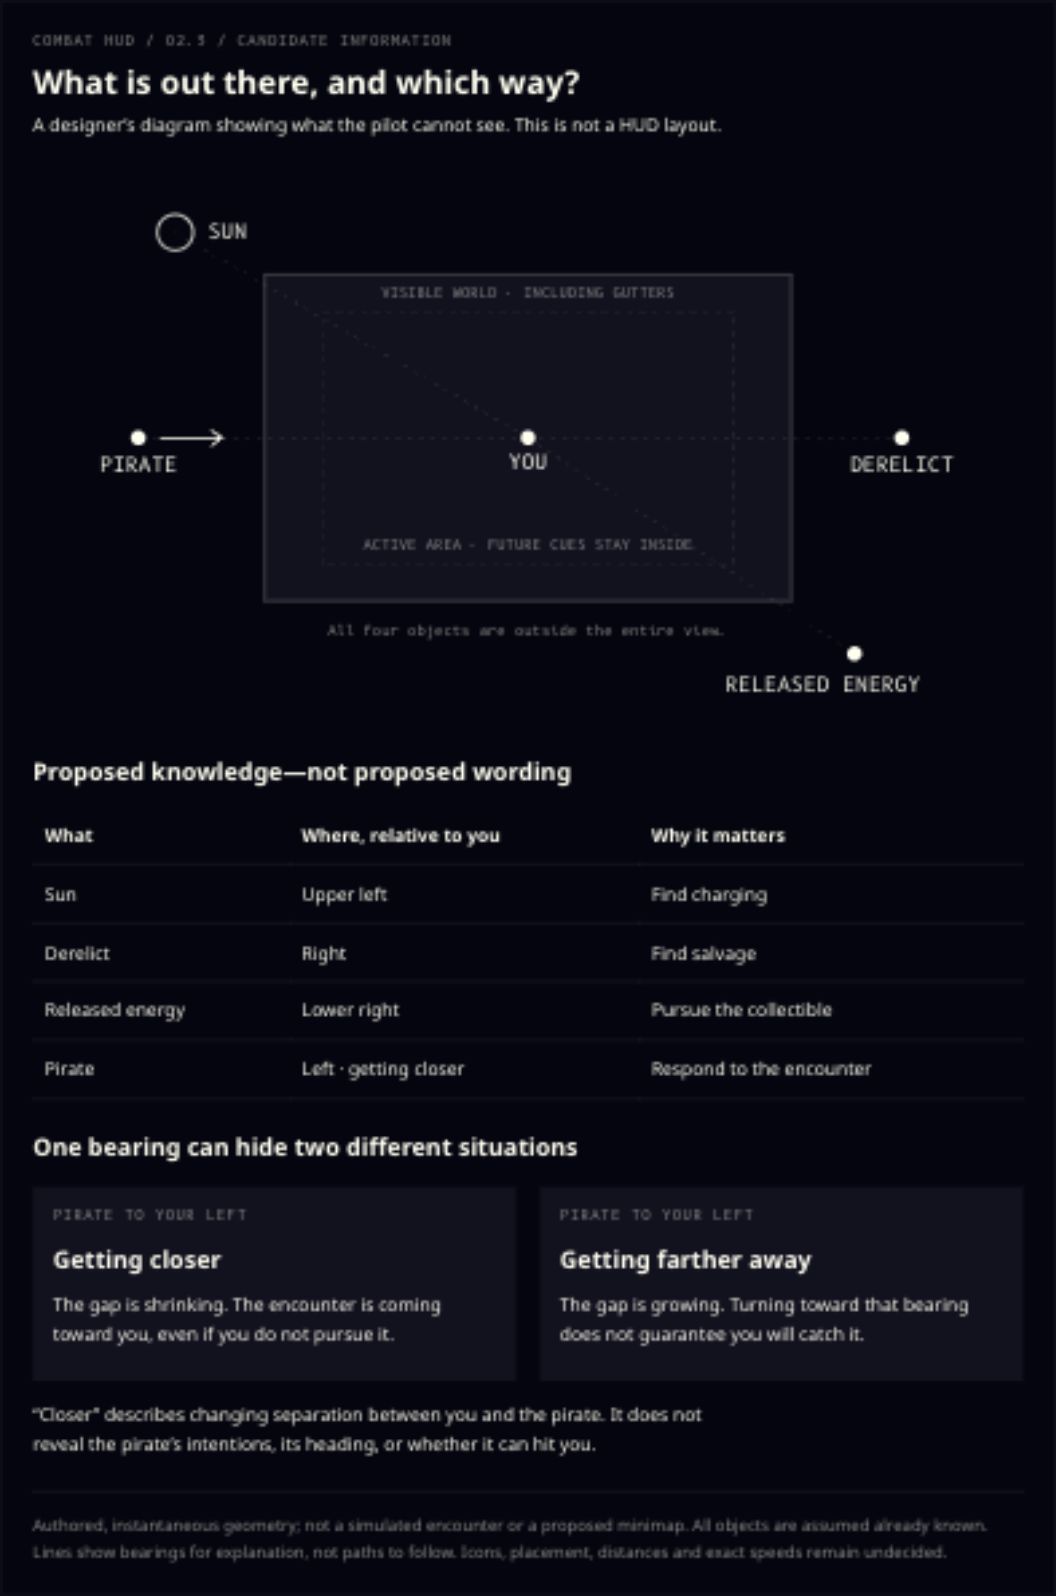 COMBAT HUD / 02.3 / CANDIDATE INFORMATION
What is out there, and which way?
A designer's diagram showing what the pilot cannot see. This is not a HUD layout.
SUN
VISIBLE WORLD · INCLUDING GUTTERS
PIRATE
YOU
DERELICT
ACTIVE AREA · FUTURE CUES STAY INSIDE
All four objects are outside the entire view.
RELEASED ENERGY
Proposed knowledge—not proposed wording
What Where, relative to you Why it matters
Sun Upper left Find charging
Derelict Right Find salvage
Released energy Lower right Pursue the collectible
Pirate Left · getting closer Respond to the encounter
One bearing can hide two different situations
PIRATE TO YOUR LEFT
Getting closer
The gap is shrinking. The encounter is coming
toward you, even if you do not pursue it.
PIRATE TO YOUR LEFT
Getting farther away
The gap is growing. Turning toward that bearing
does not guarantee you will catch it.
“Closer” describes changing separation between you and the pirate. It does not
reveal the pirate's intentions, its heading, or whether it can hit you.
Authored, instantaneous geometry; not a simulated encounter or a proposed minimap. All objects are assumed already known.
Lines show bearings for explanation, not paths to follow. Icons, placement, distances and exact speeds remain undecided.